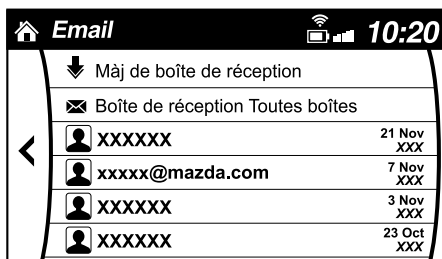 Email 10:20
Màj de boîte de réception
Boîte de réception Toutes boîtes
XXXXXX 21 Nov
XXX
xxxxx@mazda.com 7 Nov
XXX
XXXXXX 3 Nov
XXX
XXXXXX 23 Oct
XXX